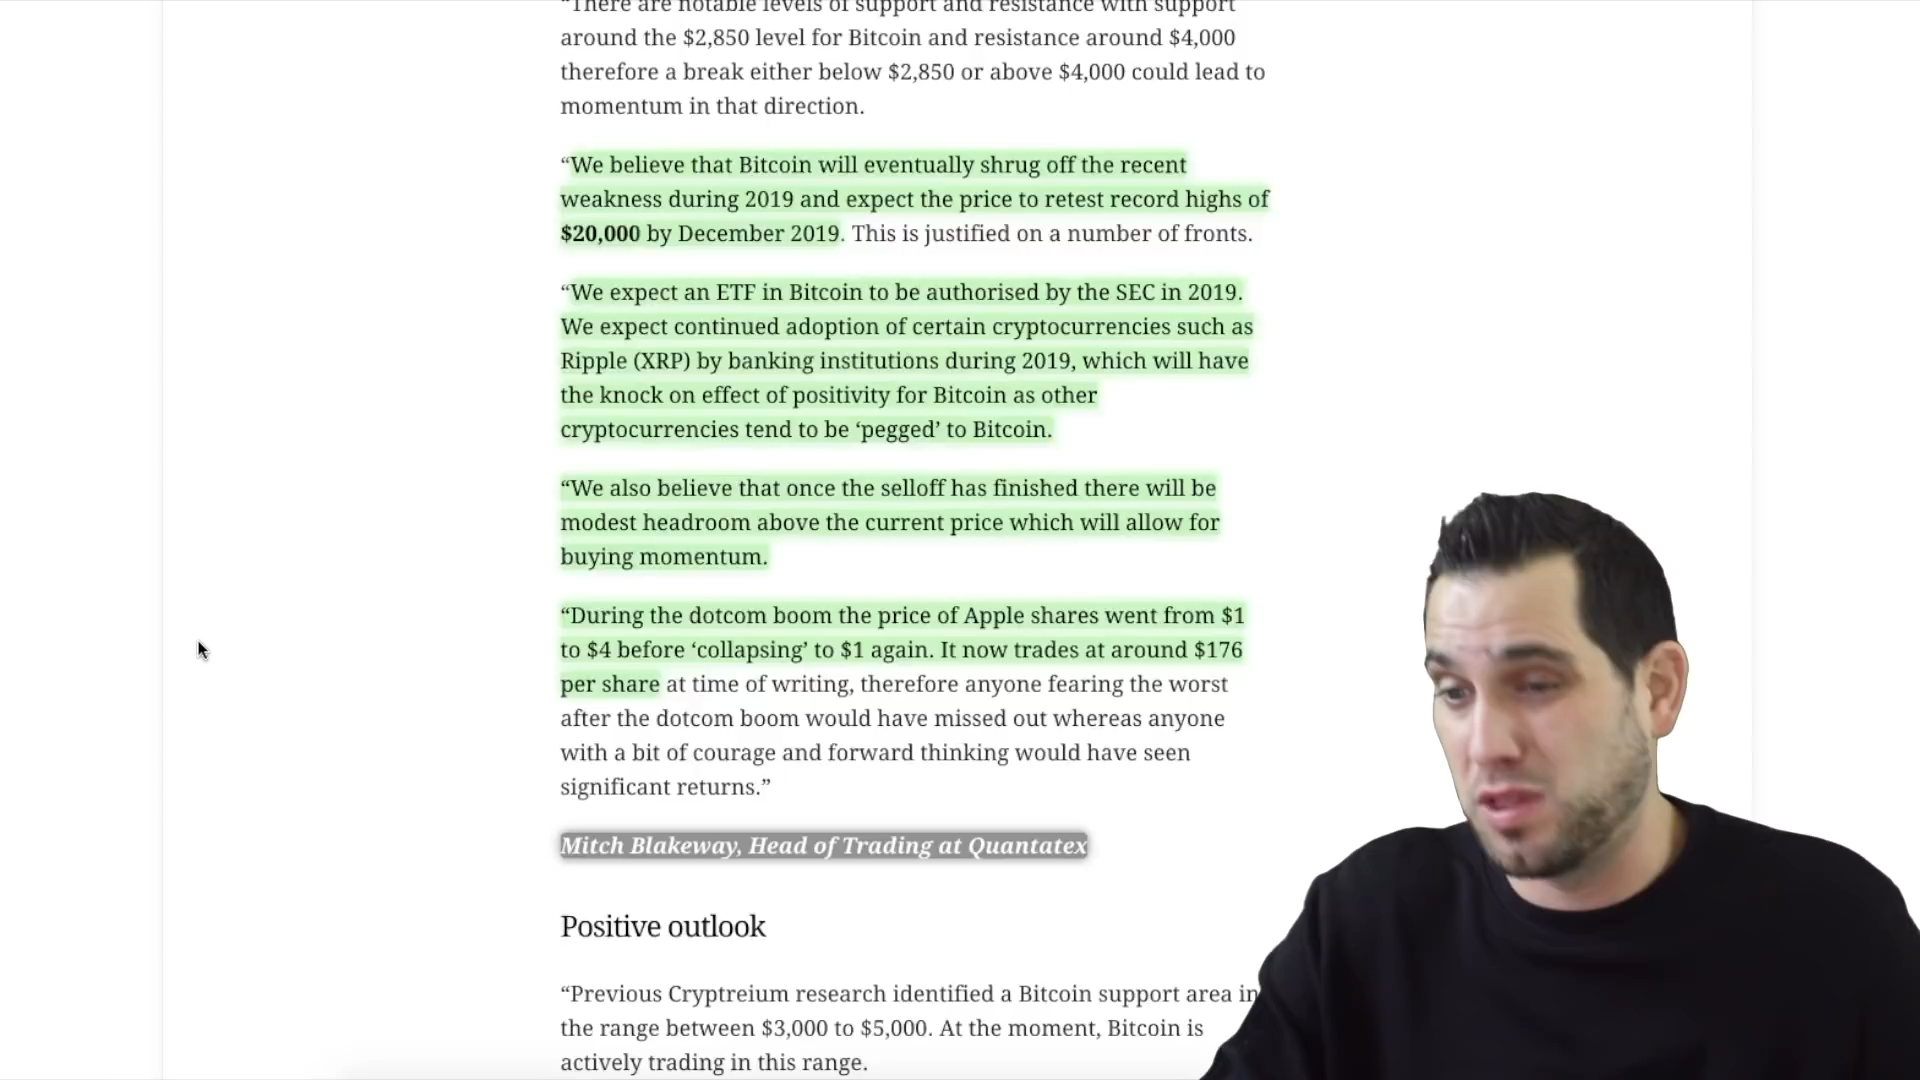 “There are notable levels of support and resistance with support
around the $2,850 level for Bitcoin and resistance around $4,000
therefore a break either below $2,850 or above $4,000 could lead to
momentum in that direction.
“We believe that Bitcoin will eventually shrug off the recent
weakness during 2019 and expect the price to retest record highs of
$20,000 by December 2019. This is justified on a number of fronts.
“We expect an ETF in Bitcoin to be authorised by the SEC in 2019.
We expect continued adoption of certain cryptocurrencies such as
Ripple (XRP) by banking institutions during 2019, which will have
the knock on effect of positivity for Bitcoin as other
cryptocurrencies tend to be ‘pegged’ to Bitcoin.
“We also believe that once the selloff has finished there will be
modest headroom above the current price which will allow for
buying momentum.
“During the dotcom boom the price of Apple shares went from $1
to $4 before ‘collapsing’ to $1 again. It now trades at around $176
per share at time of writing, therefore anyone fearing the worst
after the dotcom boom would have missed out whereas anyone
with a bit of courage and forward thinking would have seen
significant returns.”
Mitch Blakeway, Head of Trading at Quantatex
Positive outlook
“Previous Cryptreium research identified a Bitcoin support area in
the range between $3,000 to $5,000. At the moment, Bitcoin is
actively trading in this range.